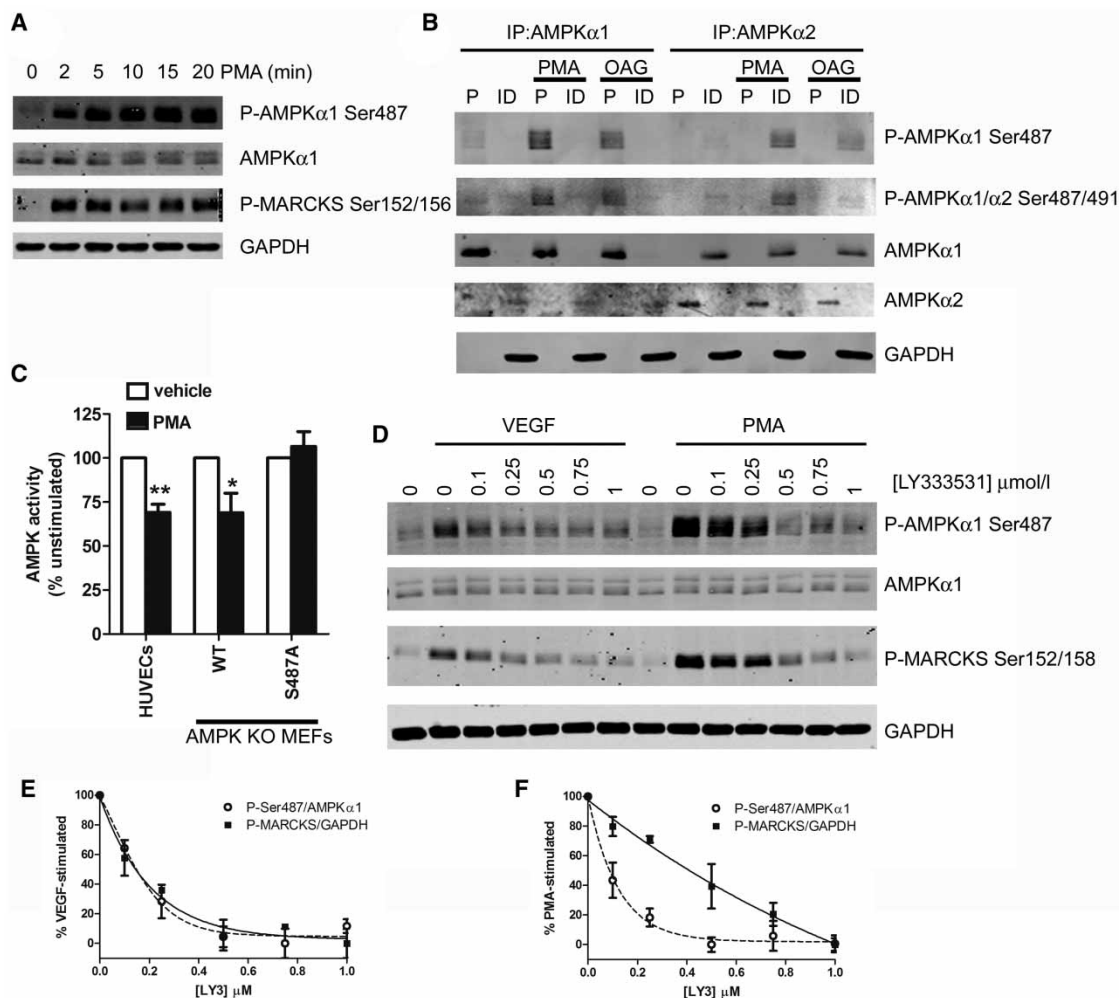 A
0 2 5 10 15 20 PMA (min)
P-AMPKα1 Ser487
AMPKα1
P-MARCKS Ser152/156
GAPDH
B
IP:AMPKα1 IP:AMPKα2
PMA OAG PMA OAG
P ID P ID P ID P ID P ID P ID
P-AMPKα1 Ser487
P-AMPKα1/α2 Ser487/491
AMPKα1
AMPKα2
GAPDH
C
vehicle
PMA
AMPK activity
(% unstimulated)
125
100
75
50
25
0
HUVECs
WT
S487A
AMPK KO MEFs
D
VEGF PMA
0 0 0.1 0.25 0.5 0.75 1 0 0 0.1 0.25 0.5 0.75 1 [LY333531] µmol/l
P-AMPKα1 Ser487
AMPKα1
P-MARCKS Ser152/158
GAPDH
E
% VEGF-stimulated
100
80
60
40
20
0
P-Ser487/AMPKα1
P-MARCKS/GAPDH
0.0 0.2 0.4 0.6 0.8 1.0
[LY3] µM
F
% PMA-stimulated
100
80
60
40
20
0
P-Ser487/AMPKα1
P-MARCKS/GAPDH
0.0 0.2 0.4 0.6 0.8 1.0
[LY3] µM